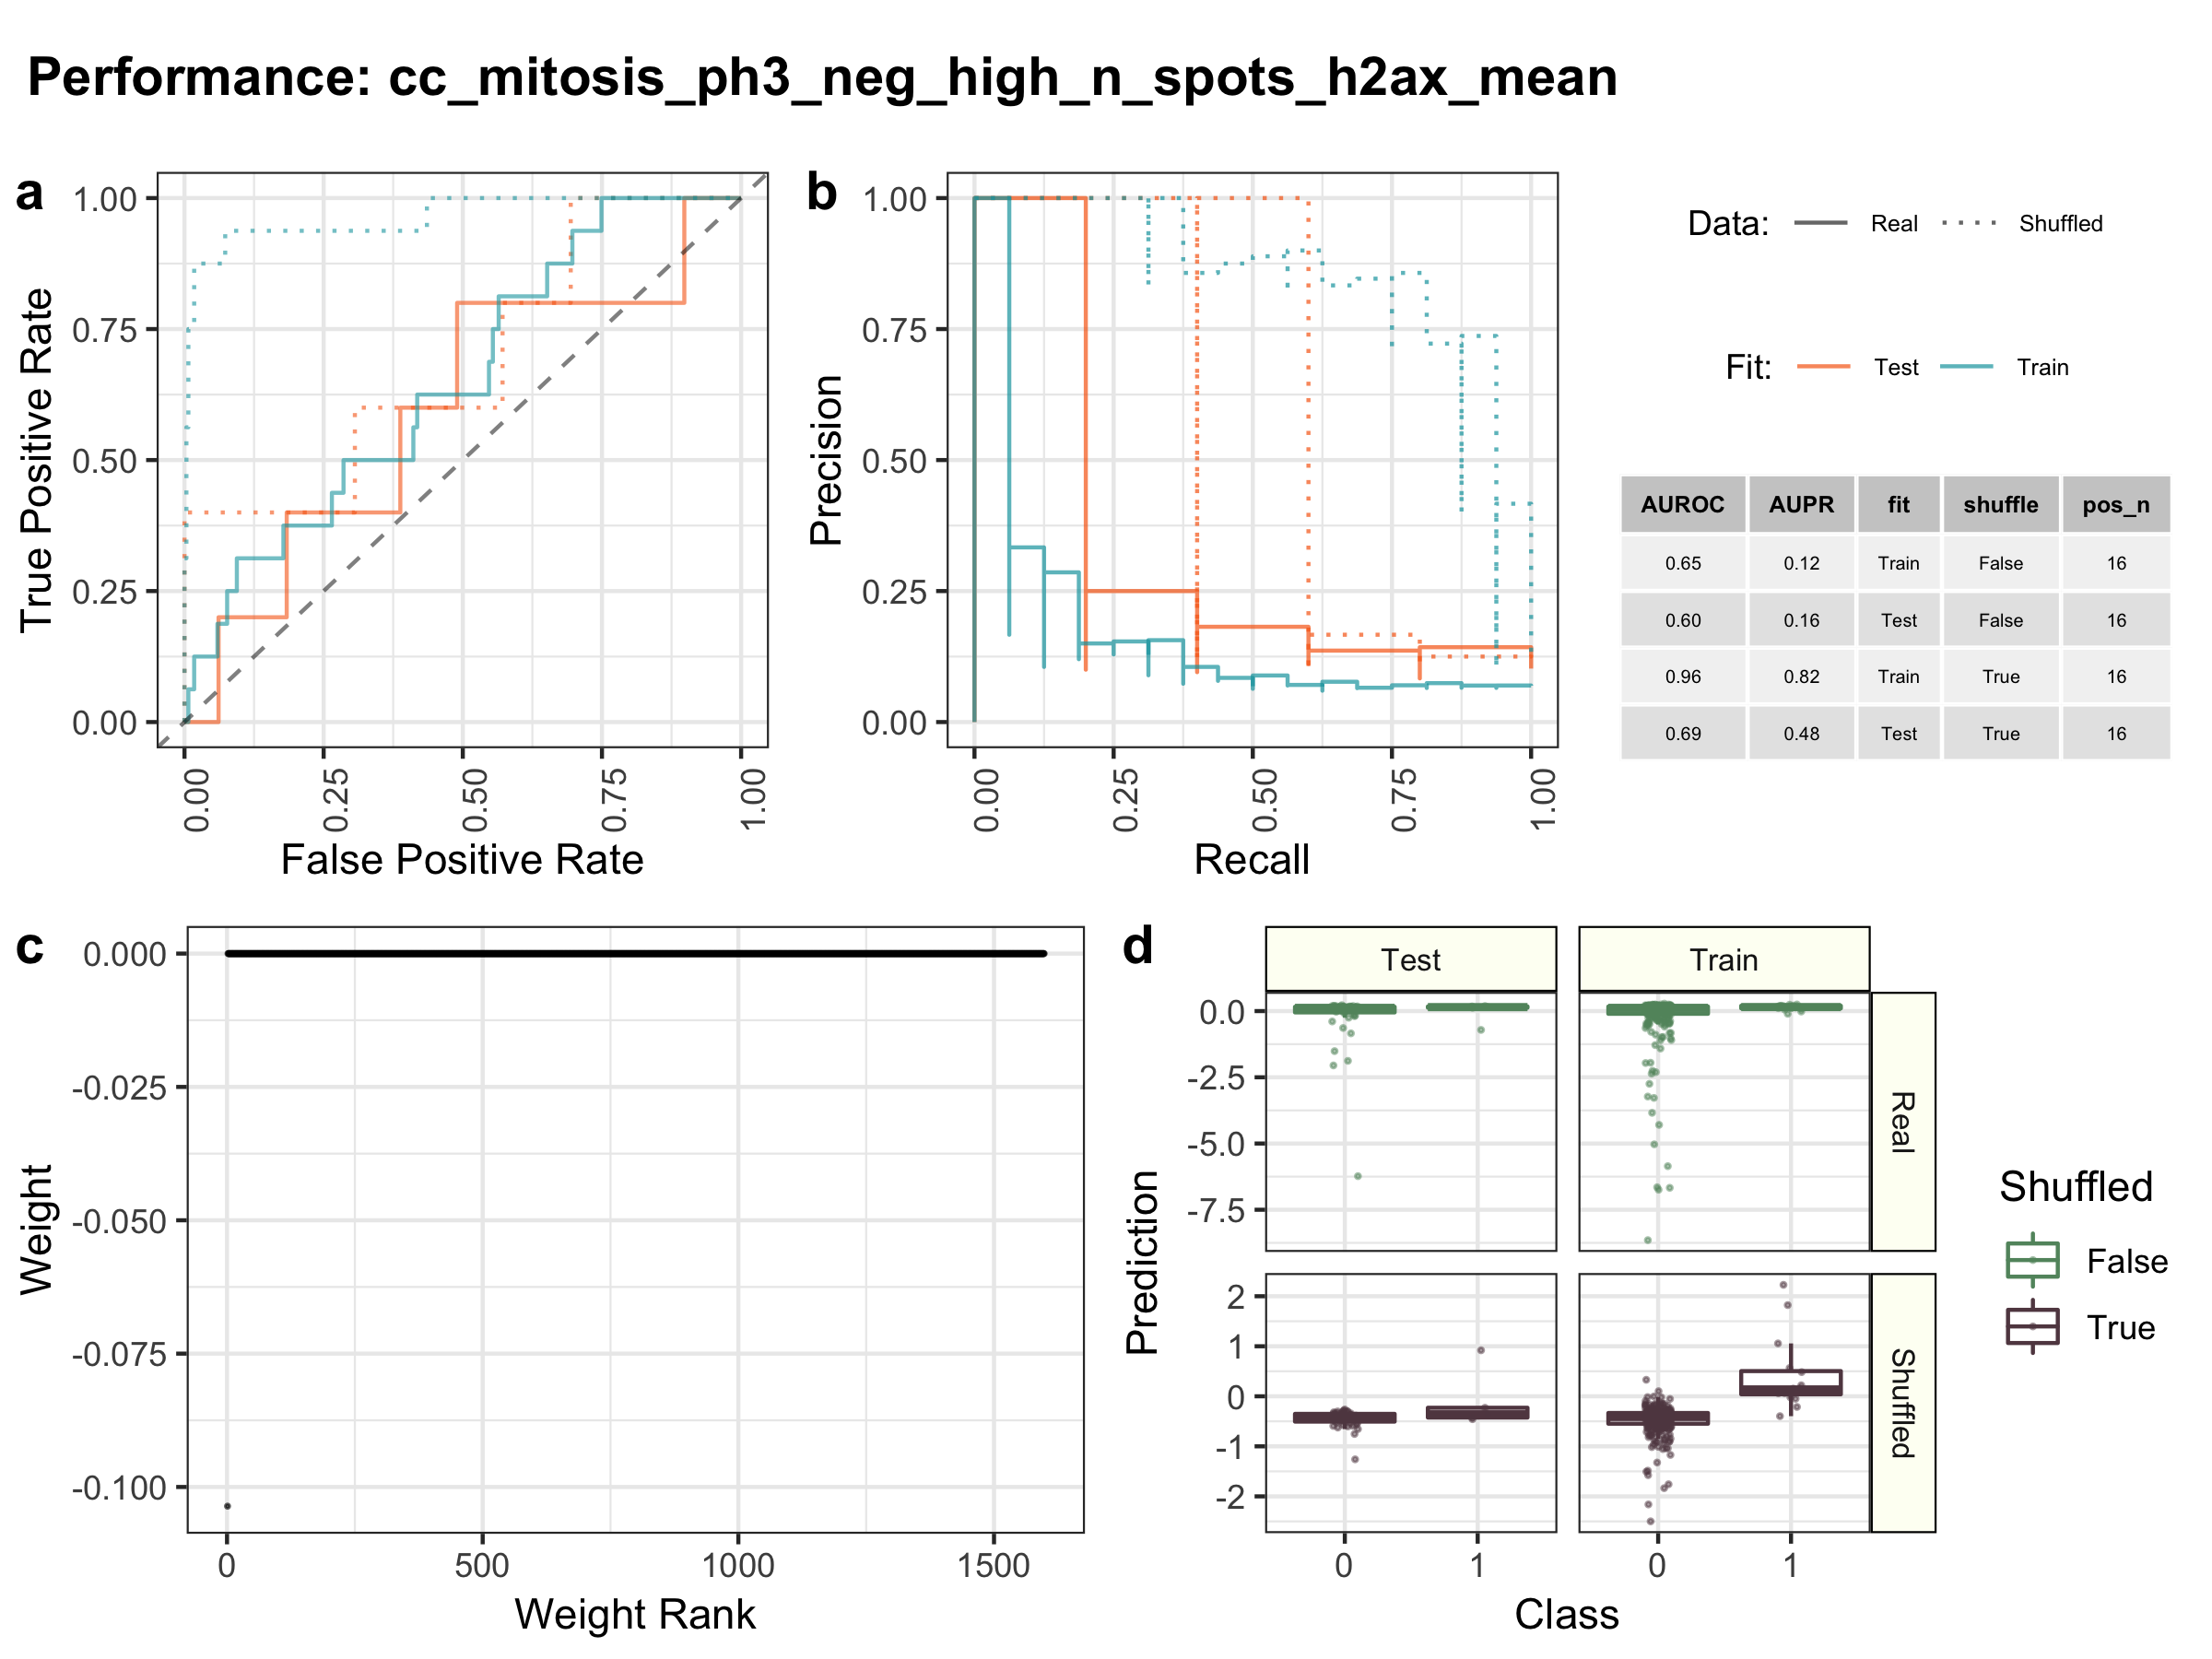 Performance: cc_mitosis_ph3_neg_high_n_spots_h2ax_mean
a
1.00
0.75
0.50
0.25
0.00
True Positive Rate
0.00 0.25 0.50 0.75 1.00
False Positive Rate
b
1.00
0.75
0.50
0.25
0.00
Precision
0.00 0.25 0.50 0.75 1.00
Recall
Data: Real Shuffled
Fit: Test Train
AUROC AUPR fit shuffle pos_n
0.65 0.12 Train False 16
0.60 0.16 Test False 16
0.96 0.82 Train True 16
0.69 0.48 Test True 16
c
0.000
-0.025
-0.050
-0.075
-0.100
Weight
0 500 1000 1500
Weight Rank
d
Test Train
0.0
-2.5
-5.0
-7.5
Real
2
1
0
-1
-2
Shuffled
Prediction
0 1 0 1
Class
Shuffled
False
True